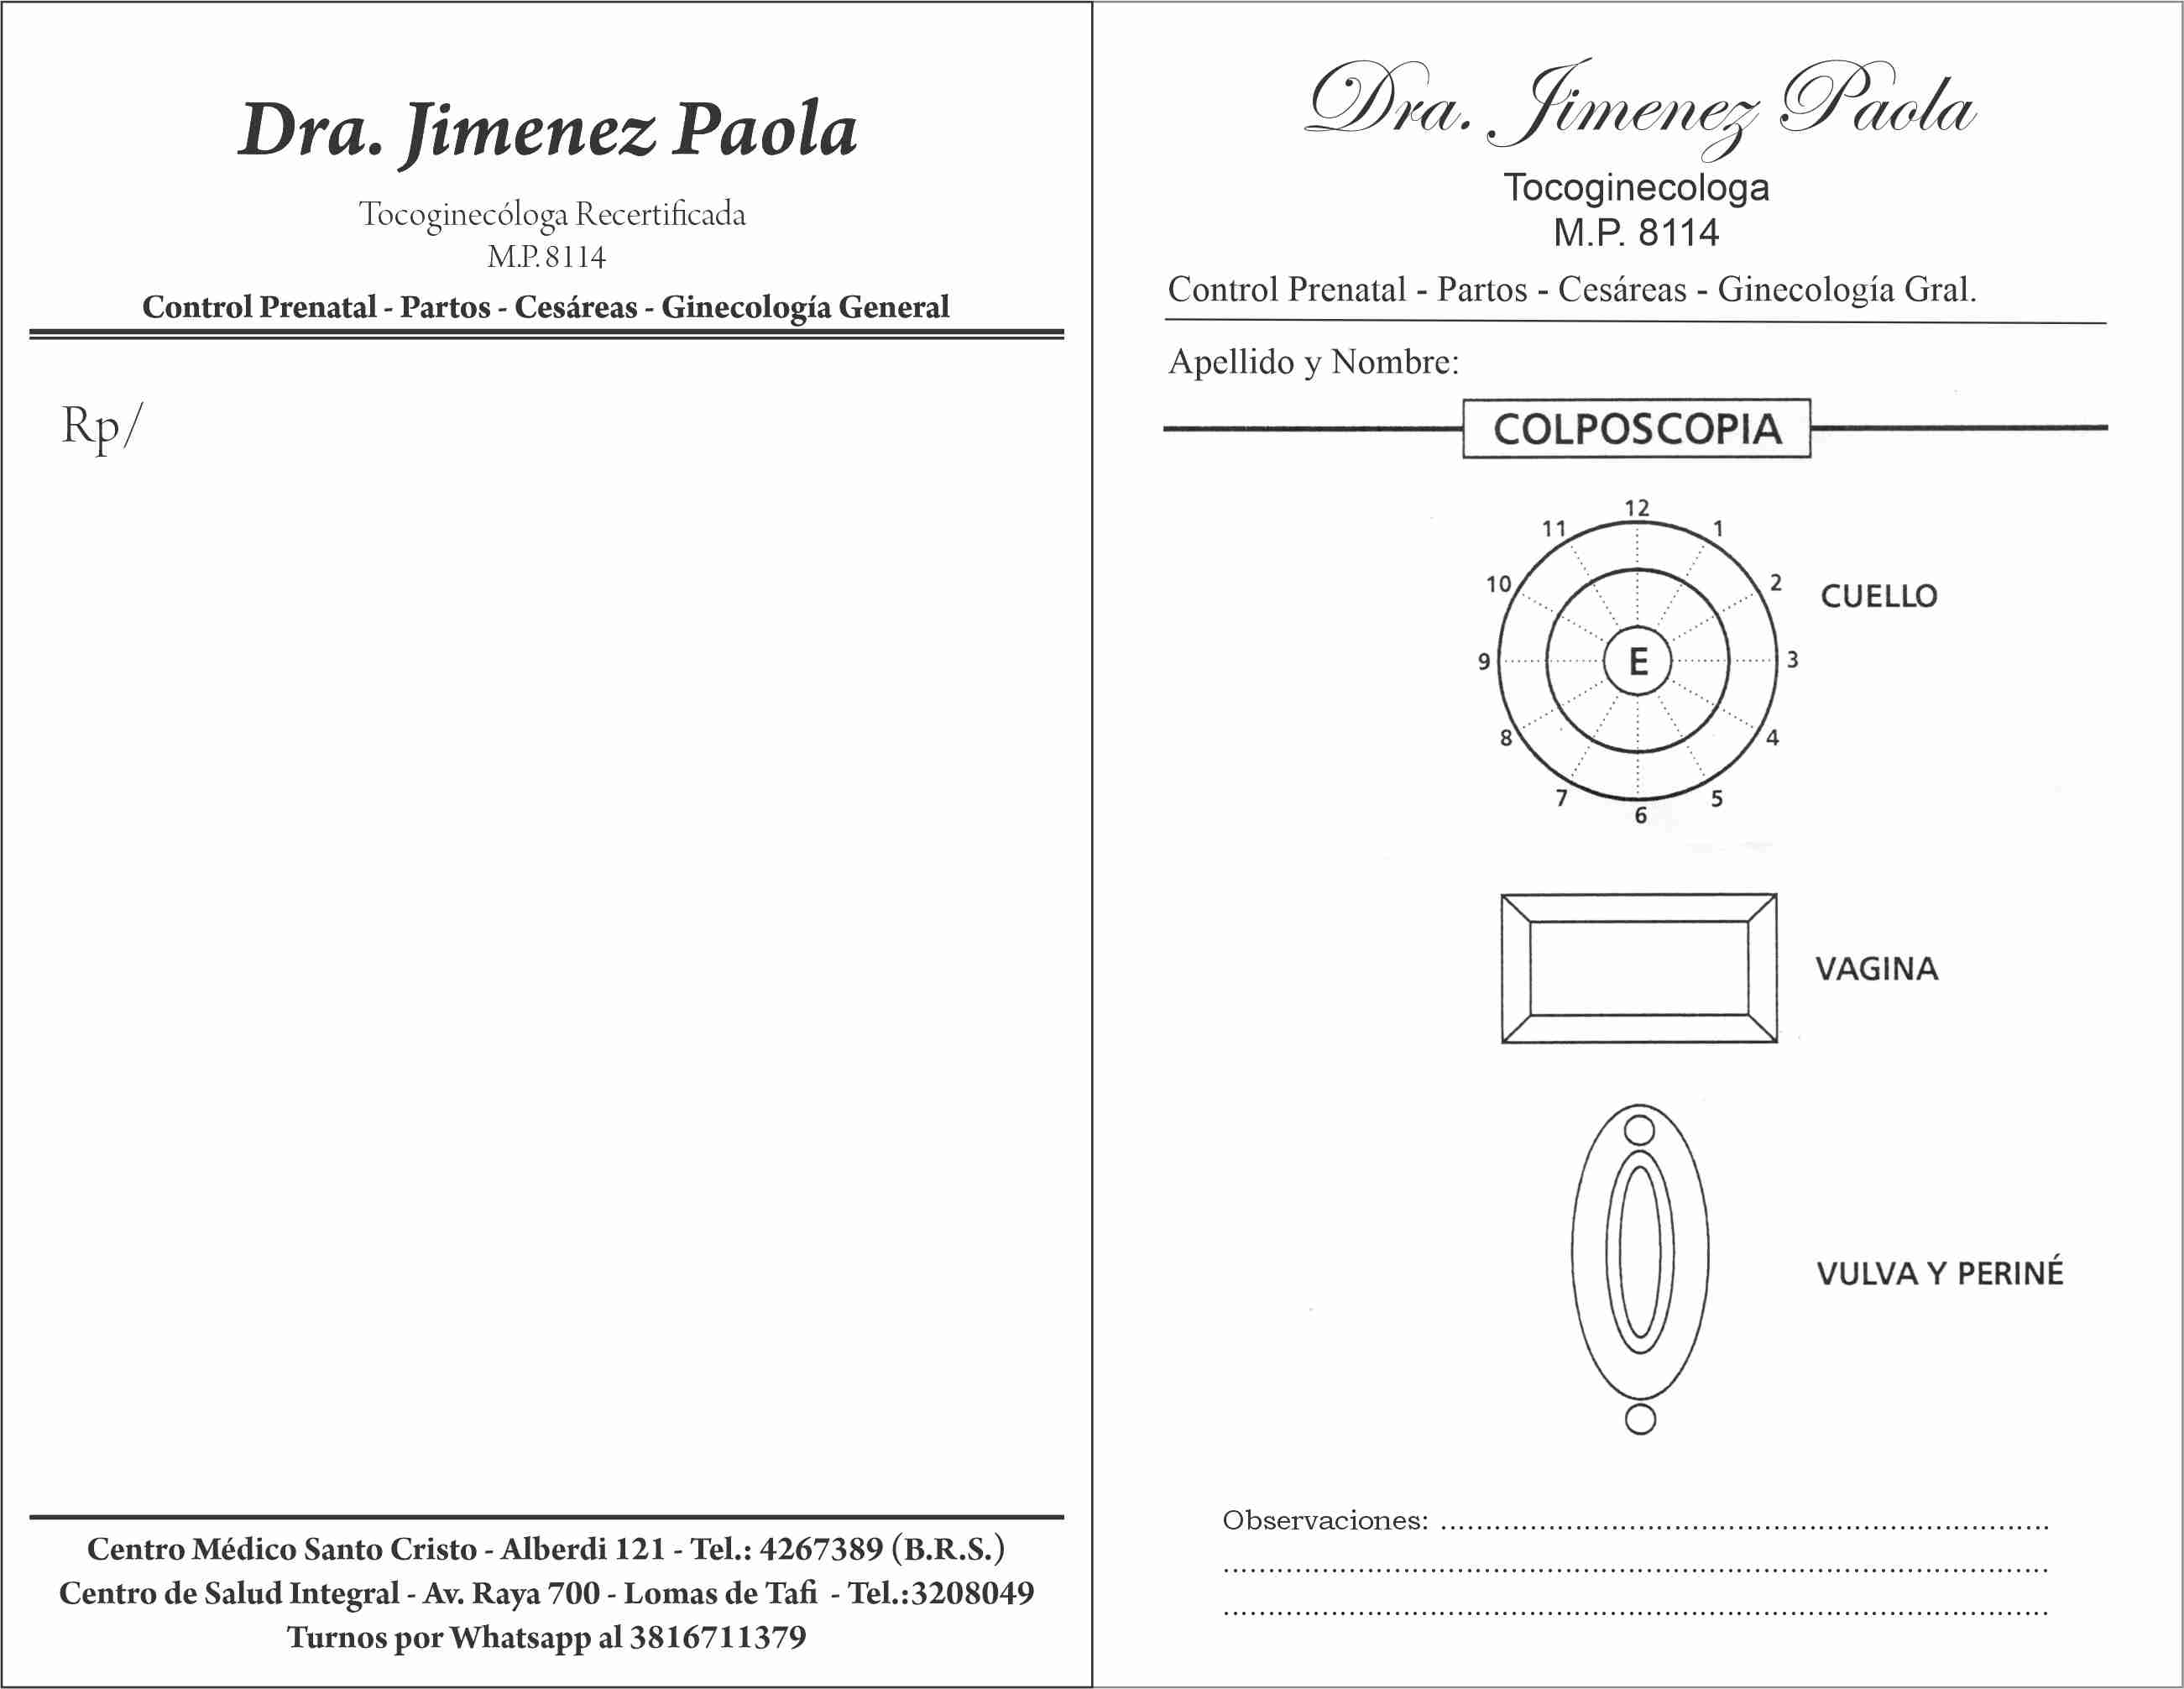 Dra. Jimenez Paola
Tocoginecóloga Recertificada
M.P. 8114
Control Prenatal - Partos - Cesáreas - Ginecología General
Rp/
Centro Médico Santo Cristo - Alberdi 121 - Tel.: 4267389 (B.R.S.)
Centro de Salud Integral - Av. Raya 700 - Lomas de Tafi - Tel.:3208049
Turnos por Whatsapp al 3816711379
Dra. Jimenez Paola
Tocoginecologa
M.P. 8114
Control Prenatal - Partos - Cesáreas - Ginecología Gral.
Apellido y Nombre:
COLPOSCOPIA
12
11
1
10
2
CUELLO
9
E
3
8
4
7
5
6
VAGINA
VULVA Y PERINÉ
Observaciones: